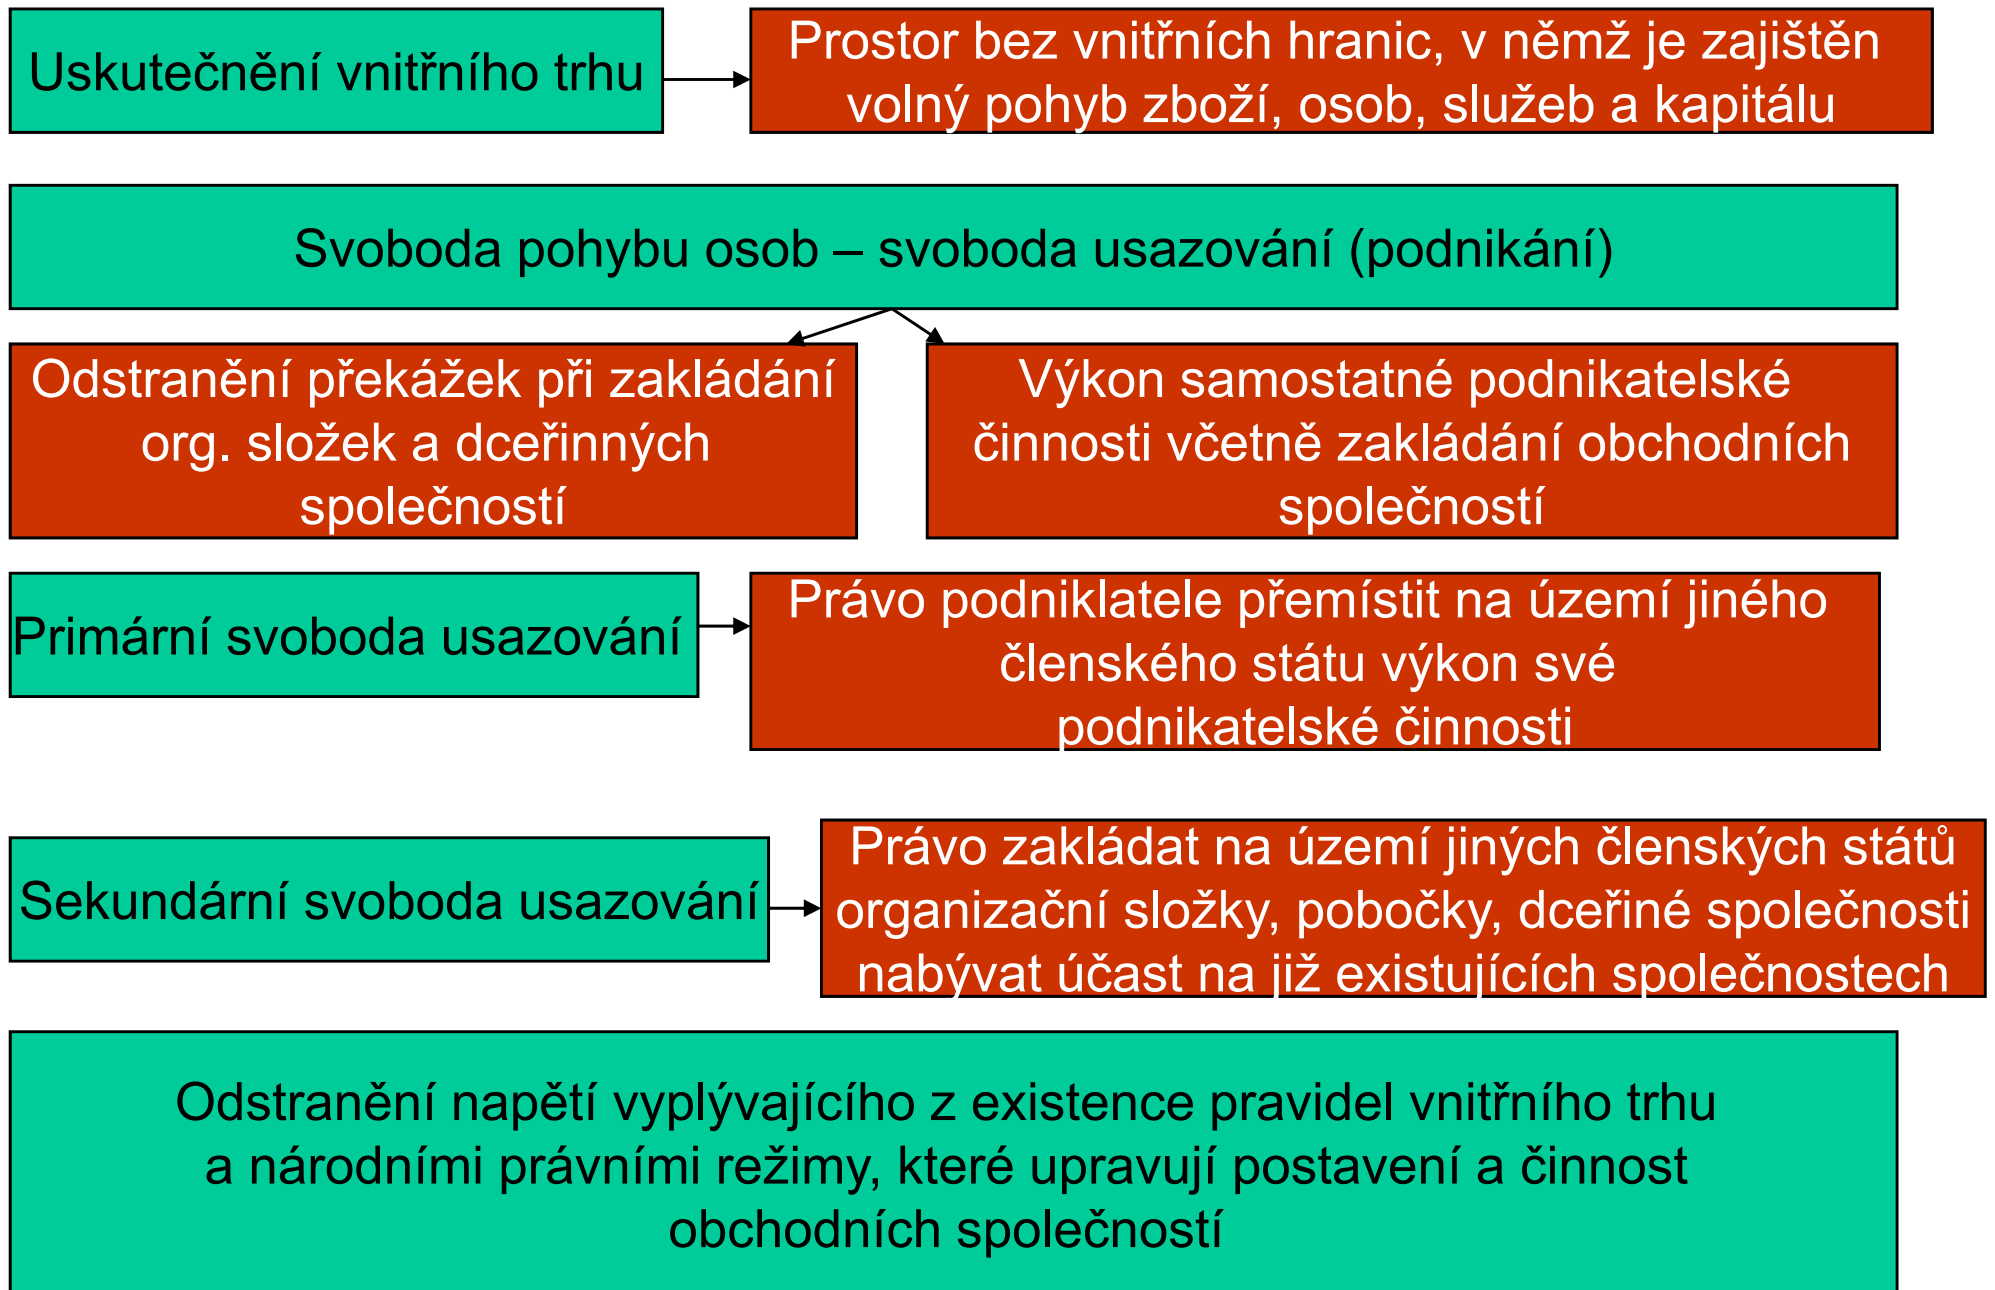 Uskutečnění vnitřního trhu
Prostor bez vnitřních hranic, v němž je zajištěn
volný pohyb zboží, osob, služeb a kapitálu
Svoboda pohybu osob – svoboda usazování (podnikání)
Odstranění překážek při zakládání
org. složek a dceřinných
společností
Výkon samostatné podnikatelské
činnosti včetně zakládání obchodních
společností
Primární svoboda usazování
Právo podniklatele přemístit na území jiného
členského státu výkon své
podnikatelské činnosti
Sekundární svoboda usazování
Právo zakládat na území jiných členských států
organizační složky, pobočky, dceřiné společnosti
nabývat účast na již existujících společnostech
Odstranění napětí vyplývajícího z existence pravidel vnitřního trhu
a národními právními režimy, které upravují postavení a činnost
obchodních společností